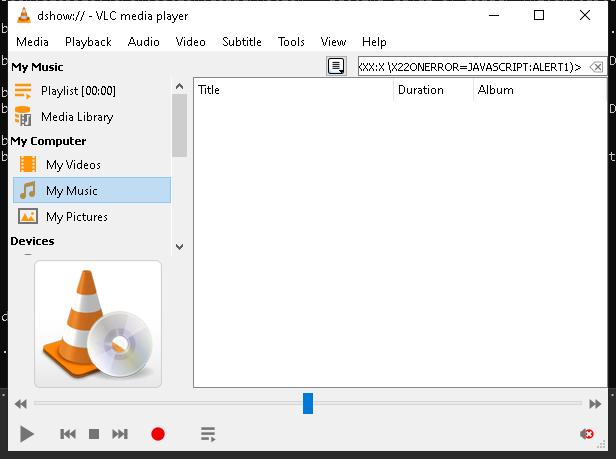 dshow:// - VLC media player
Media Playback Audio Video Subtitle Tools View Help
My Music
XXX:X \X22ONERROR=JAVASCRIPT:ALERT1)>
Playlist [00:00]
Title Duration Album
Media Library
My Computer
My Videos
My Music
My Pictures
Devices